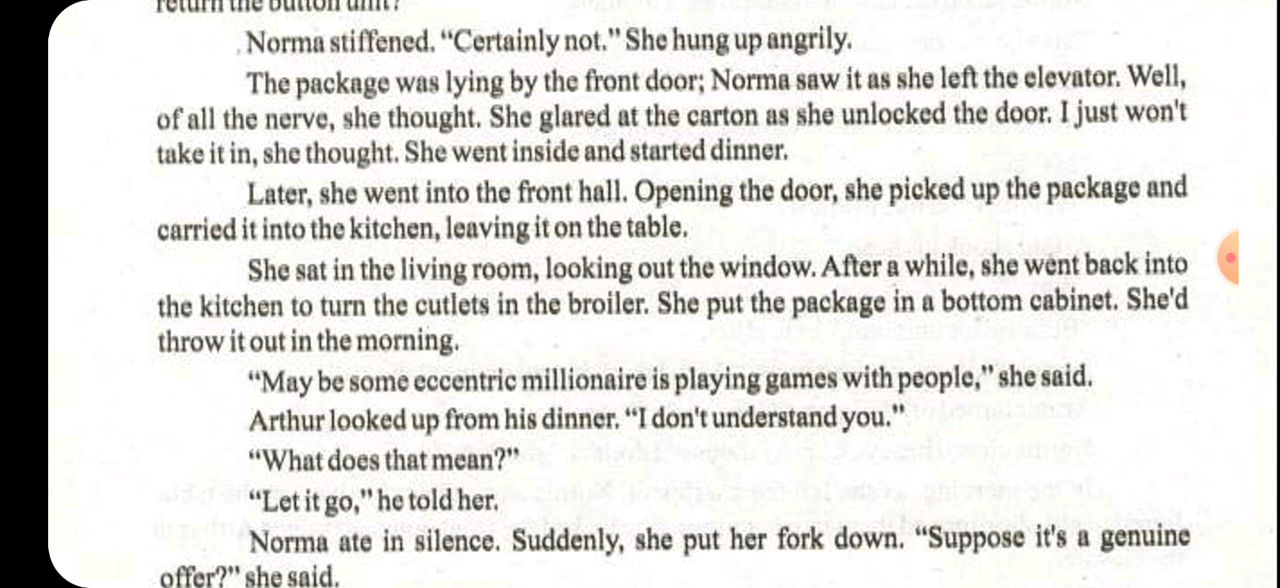 return the button unit?
Norma stiffened. “Certainly not.” She hung up angrily.
The package was lying by the front door; Norma saw it as she left the elevator. Well,
of all the nerve, she thought. She glared at the carton as she unlocked the door. I just won't
take it in, she thought. She went inside and started dinner.
Later, she went into the front hall. Opening the door, she picked up the package and
carried it into the kitchen, leaving it on the table.
She sat in the living room, looking out the window. After a while, she went back into
the kitchen to turn the cutlets in the broiler. She put the package in a bottom cabinet. She'd
throw it out in the morning.
“May be some eccentric millionaire is playing games with people,” she said.
Arthur looked up from his dinner. “I don't understand you.”
“What does that mean?”
“Let it go,” he told her.
Norma ate in silence. Suddenly, she put her fork down. “Suppose it's a genuine
offer?” she said.